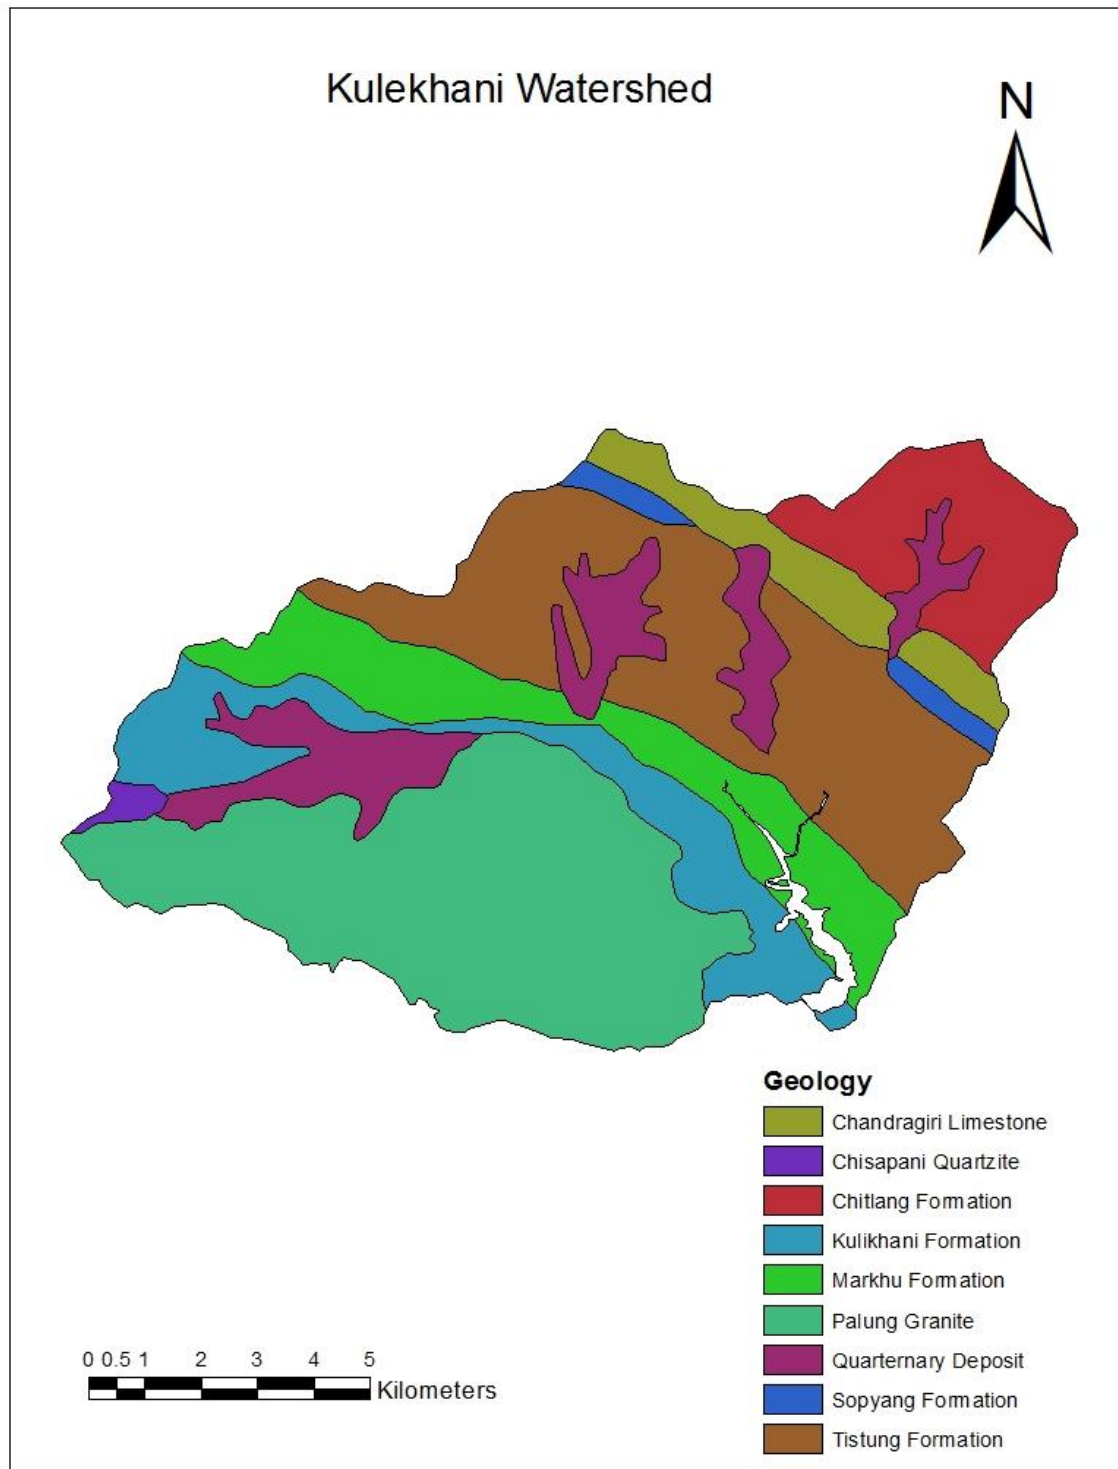 Kulekhani Watershed
N
Geology
Chandragiri Limestone
Chisapani Quartzite
Chitlang Formation
Kulikhani Formation
Markhu Formation
Palung Granite
Quarternary Deposit
Sopyang Formation
Tistung Formation
0 0.5 1 2 3 4 5
Kilometers